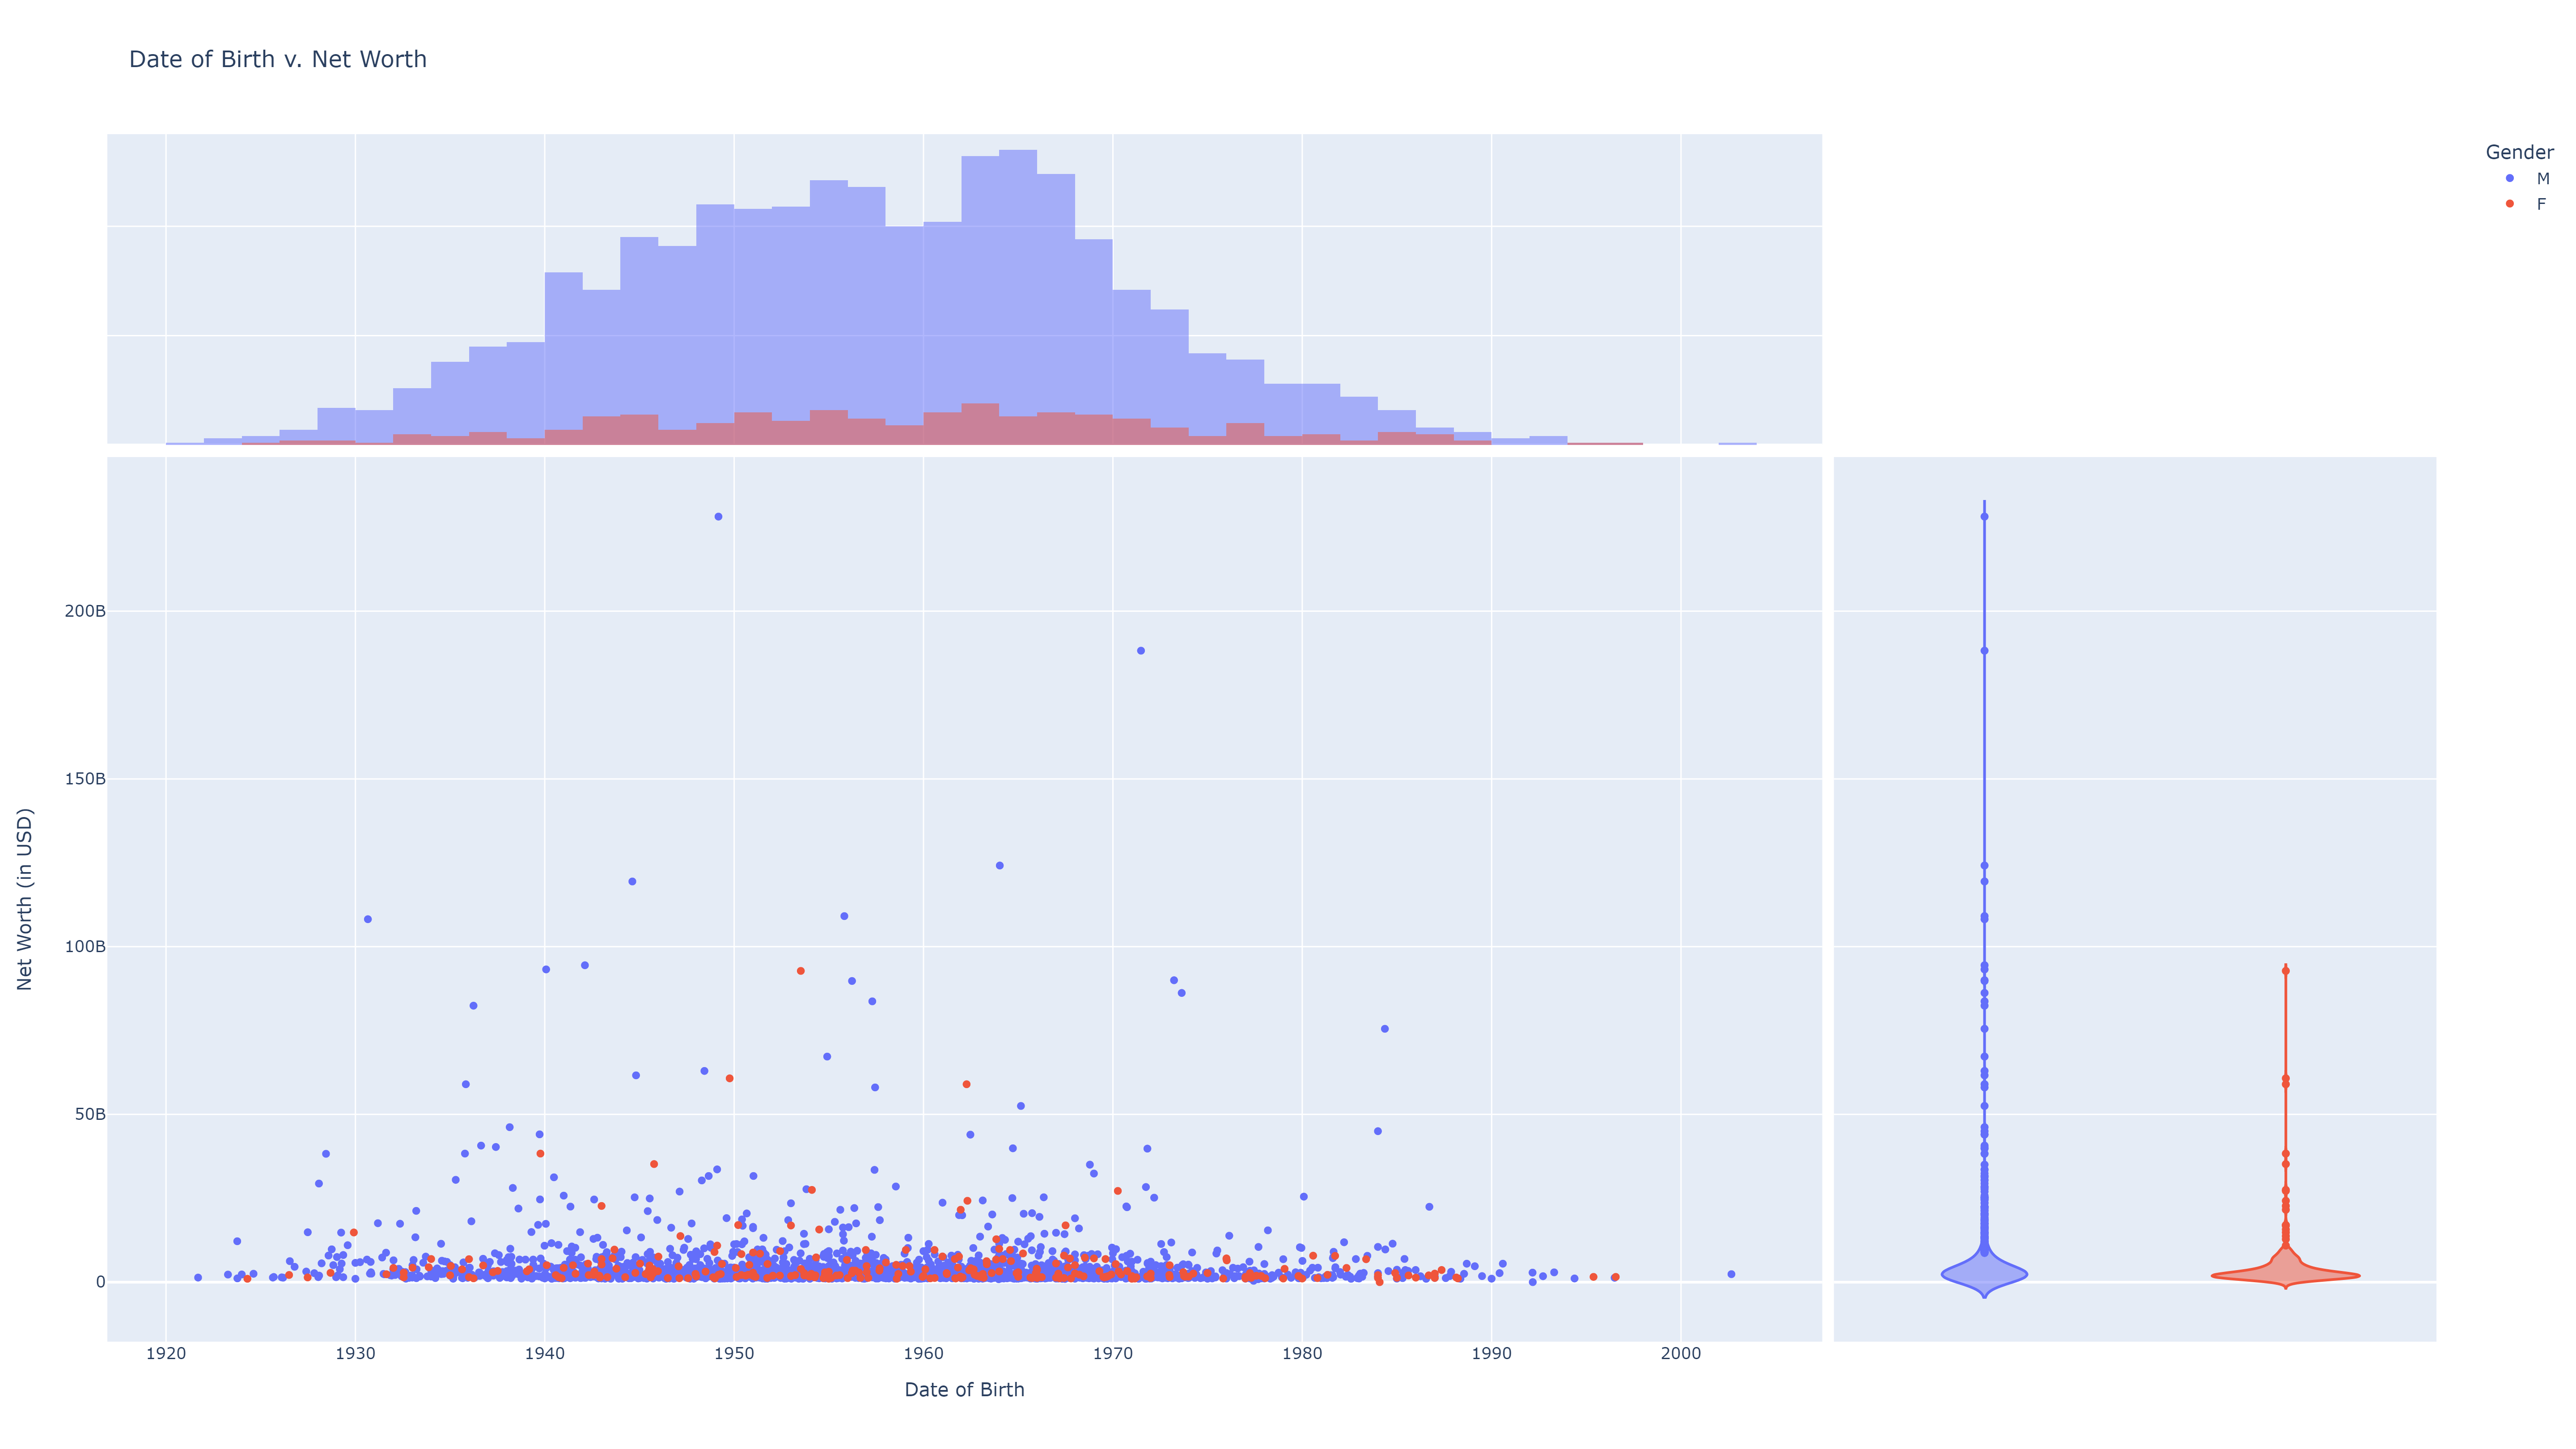 Date of Birth v. Net Worth
Gender
M
F
200B
150B
100B
50B
0
Net Worth (in USD)
1920 1930 1940 1950 1960 1970 1980 1990 2000
Date of Birth